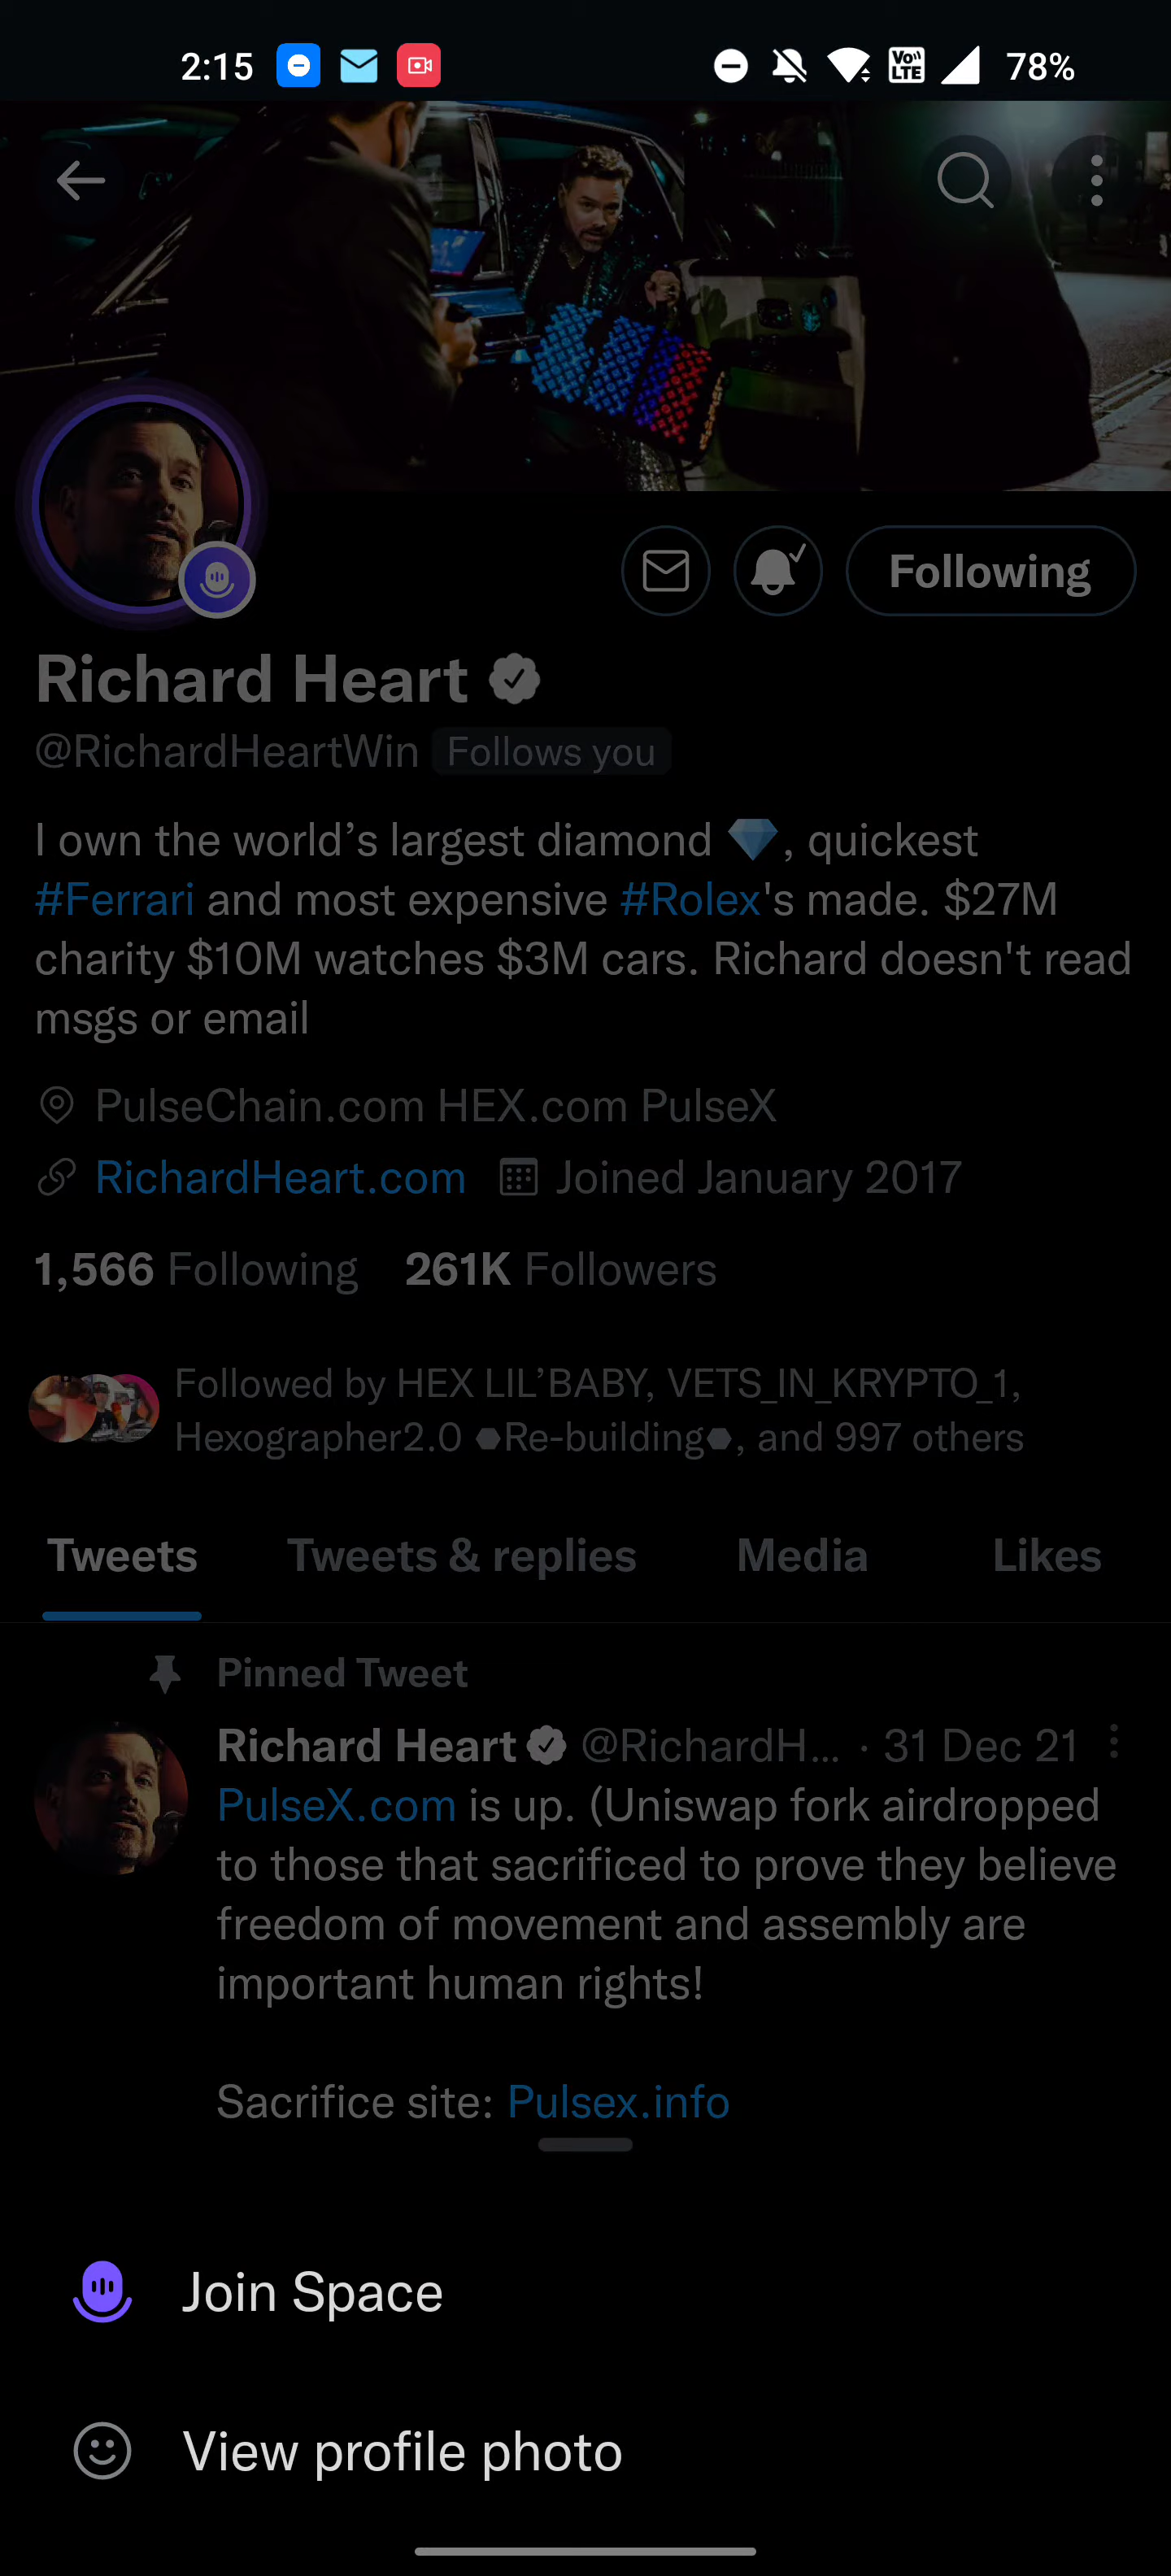 2:15
Vo LTE
78%
Following
Richard Heart
@RichardHeartWin Follows you
I own the world’s largest diamond 💎, quickest
#Ferrari and most expensive #Rolex's made. $27M
charity $10M watches $3M cars. Richard doesn't read
msgs or email
PulseChain.com HEX.com PulseX
RichardHeart.com Joined January 2017
1,566 Following 261K Followers
Followed by HEX LIL’BABY, VETS_IN_KRYPTO_1,
Hexographer2.0 ⬣Re-building⬣, and 997 others
Tweets Tweets & replies Media Likes
Pinned Tweet
Richard Heart @RichardH... · 31 Dec 21
PulseX.com is up. (Uniswap fork airdropped
to those that sacrificed to prove they believe
freedom of movement and assembly are
important human rights!
Sacrifice site: Pulsex.info
Join Space
View profile photo